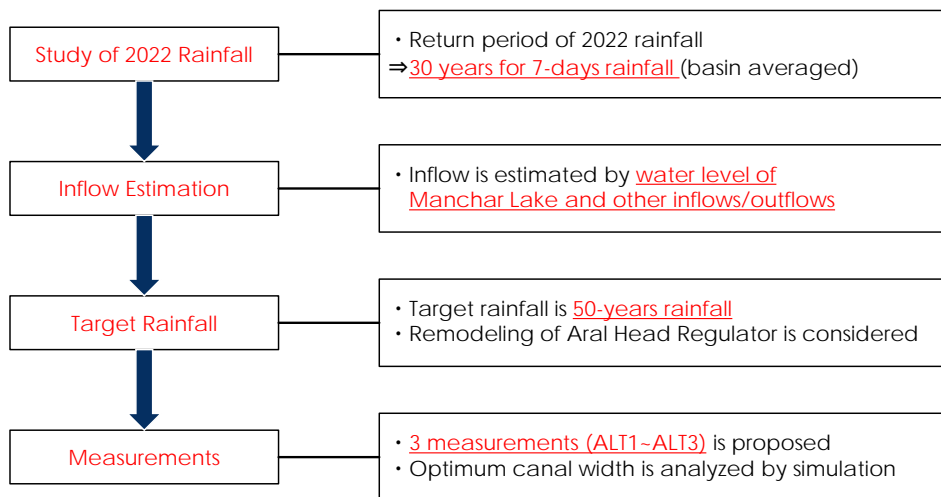 Study of 2022 Rainfall
・Return period of 2022 rainfall
⇒30 years for 7-days rainfall (basin averaged)
Inflow Estimation
・Inflow is estimated by water level of
Manchar Lake and other inflows/outflows
Target Rainfall
・Target rainfall is 50-years rainfall
・Remodeling of Aral Head Regulator is considered
Measurements
・3 measurements (ALT1~ALT3) is proposed
・Optimum canal width is analyzed by simulation